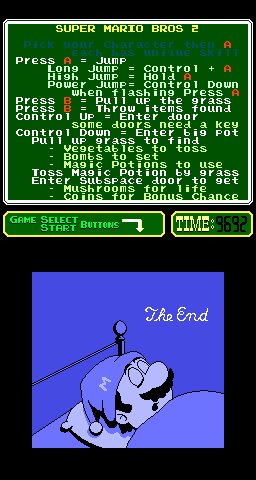 SUPER MARIO BROS 2
Pick your character then A
each has unique skill
Press A = Jump
Long Jump = Control + A
High Jump = Hold A
Power Jump= Control Down
when flashing Press A
Press B = Pull up the grass
Press B = Throw items found
Control Up = Enter door
some doors need a key
Control Down = Enter big pot
Pull up grass to find
- Vegetables to toss
- Bombs to set
- Magic Potions to use
Toss Magic Potion by grass
Enter Subspace door to get
- Mushrooms for life
- Coins for Bonus Chance
GAME SELECT
START BUTTONS
TIME: 9692
The End
M